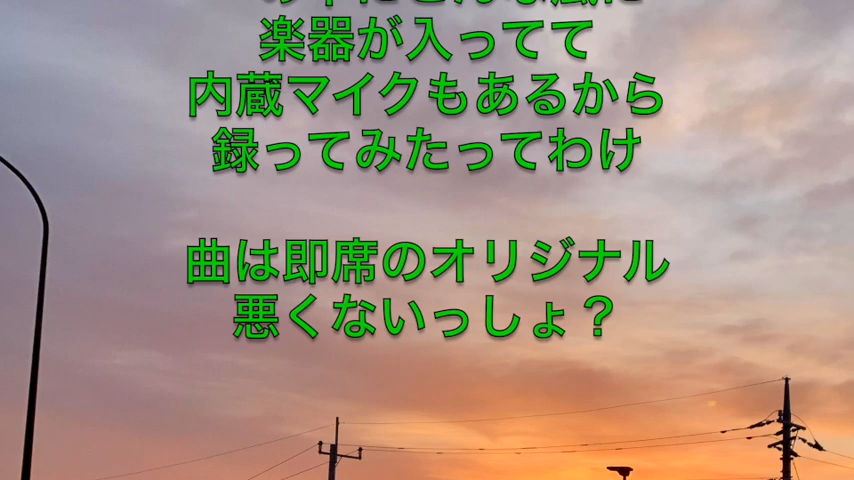 楽器が入ってて
内蔵マイクもあるから
録ってみたってわけ
曲は即席のオリジナル
悪くないっしょ？